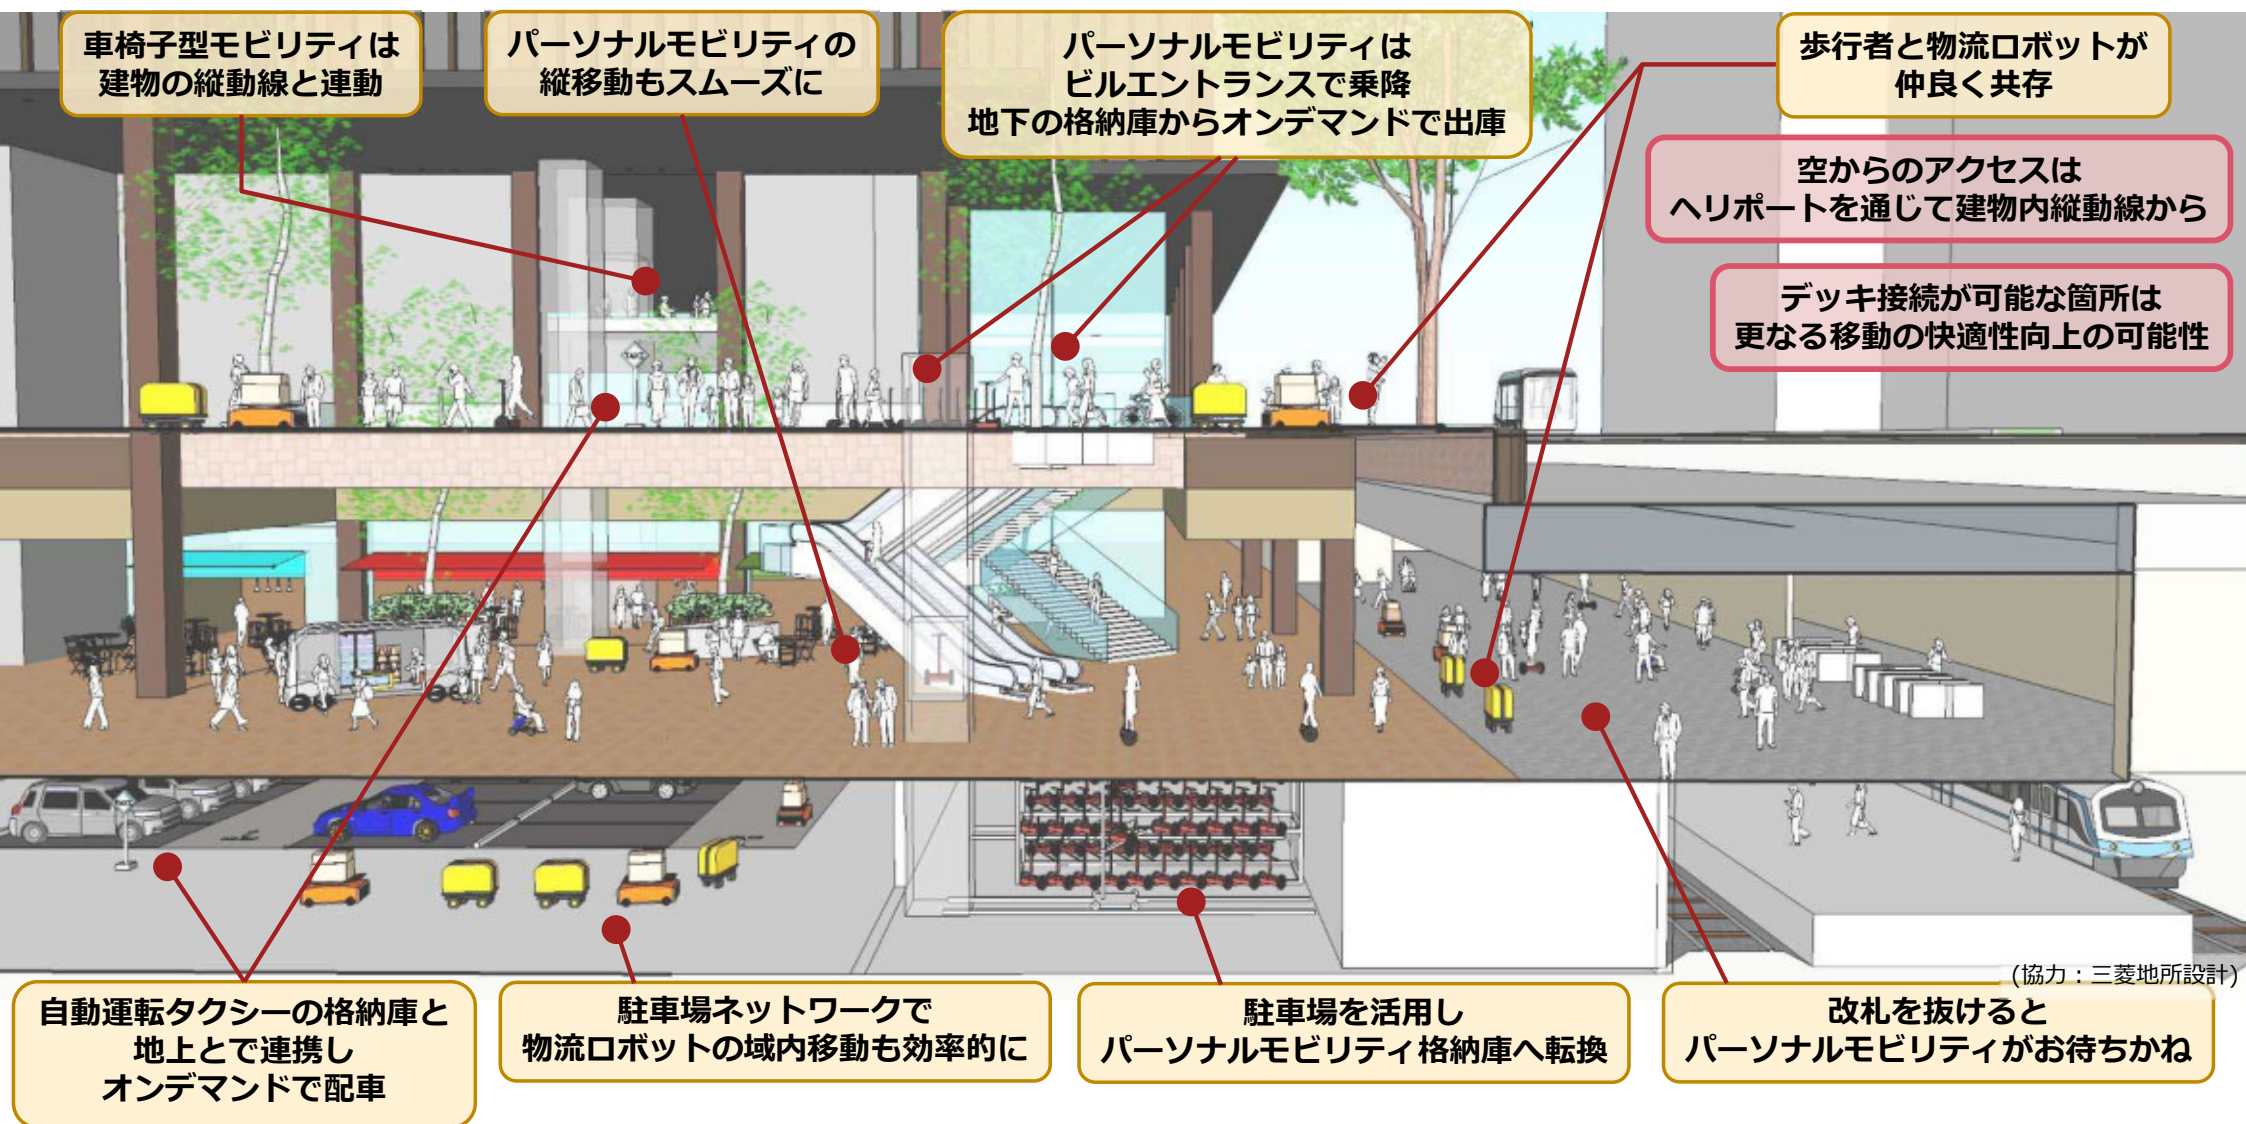 車椅子型モビリティは
建物の縦動線と連動
パーソナルモビリティの
縦移動もスムーズに
パーソナルモビリティは
ビルエントランスで乗降
地下の格納庫からオンデマンドで出庫
歩行者と物流ロボットが
仲良く共存
空からのアクセスは
ヘリポートを通じて建物内縦動線から
デッキ接続が可能な箇所は
更なる移動の快適性向上の可能性
TAXI
(協力：三菱地所設計)
自動運転タクシーの格納庫と
地上とで連携し
オンデマンドで配車
駐車場ネットワークで
物流ロボットの域内移動も効率的に
駐車場を活用し
パーソナルモビリティ格納庫へ転換
改札を抜けると
パーソナルモビリティがお待ちかね